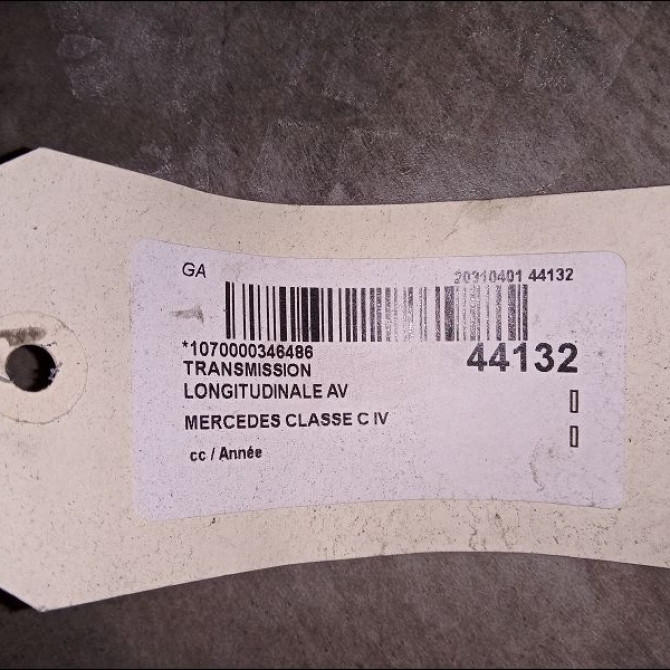 GA
20310401 44132
*1070000346486
44132
TRANSMISSION
LONGITUDINALE AV
MERCEDES CLASSE C IV
cc / Année